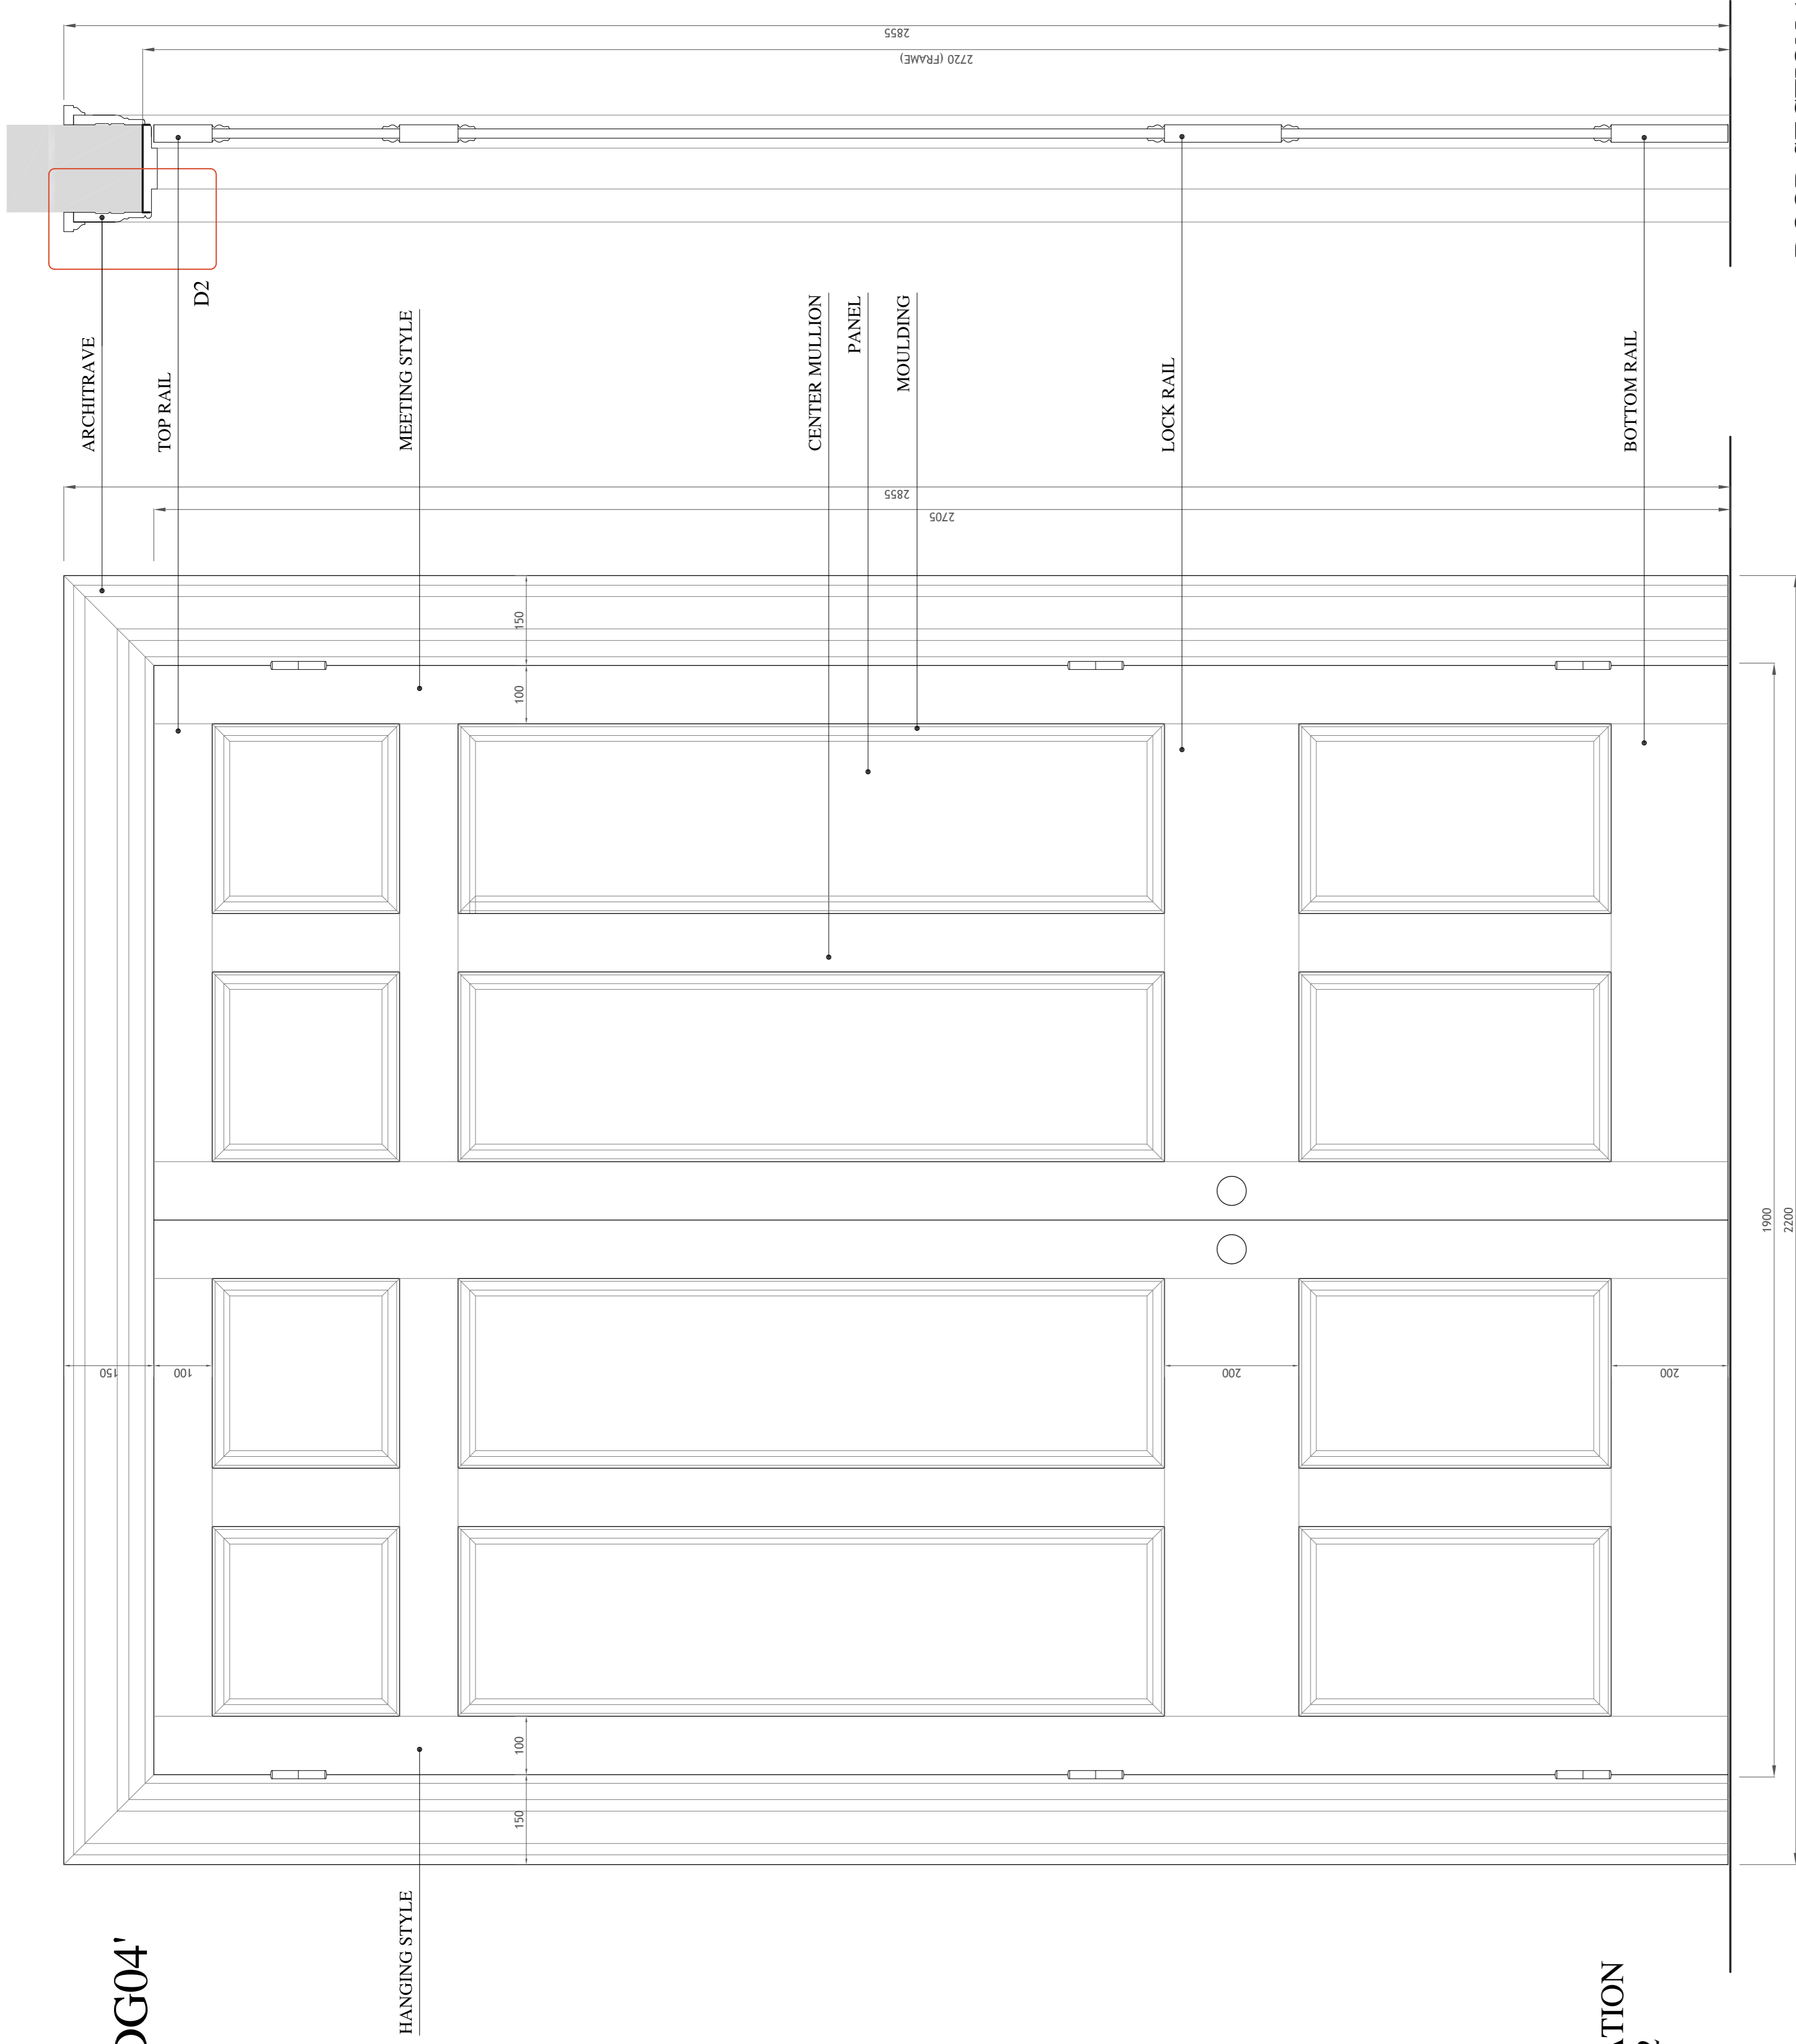 2855
2720 (FRAME)
D2
ARCHITRAVE
TOP RAIL
MEETING STYLE
CENTER MULLION
PANEL
MOULDING
LOCK RAIL
BOTTOM RAIL
2855
2705
150
100
150
100
200
200
1900
2200
100
150
HANGING STYLE